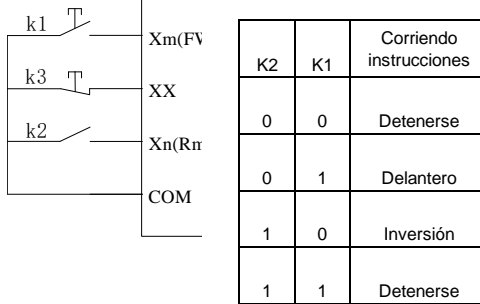 k1
Xm(FW
k3
XX
k2
Xn(Rm
COM
K2 K1 Corriendo
instrucciones
0 0 Detenerse
0 1 Delantero
1 0 Inversión
1 1 Detenerse